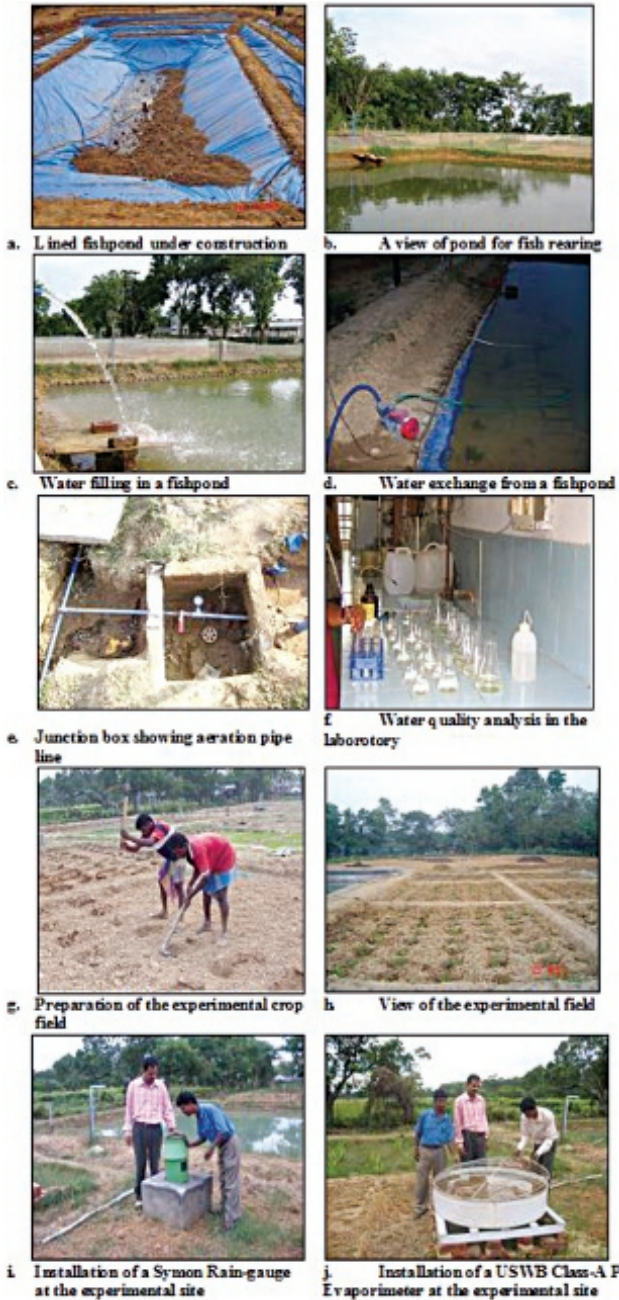 a. Lined fishpond under construction
b. A view of pond for fish rearing
c. Water filling in a fishpond
d. Water exchange from a fishpond
e. Junction box showing aeration pipe
line
f. Water quality analysis in the
laborotory
g. Preparation of the experimental crop
field
h. View of the experimental field
i. Installation of a Symon Rain-gauge
at the experimental site
j. Installation of a USWB Class-A P
Evaporimeter at the experimental site